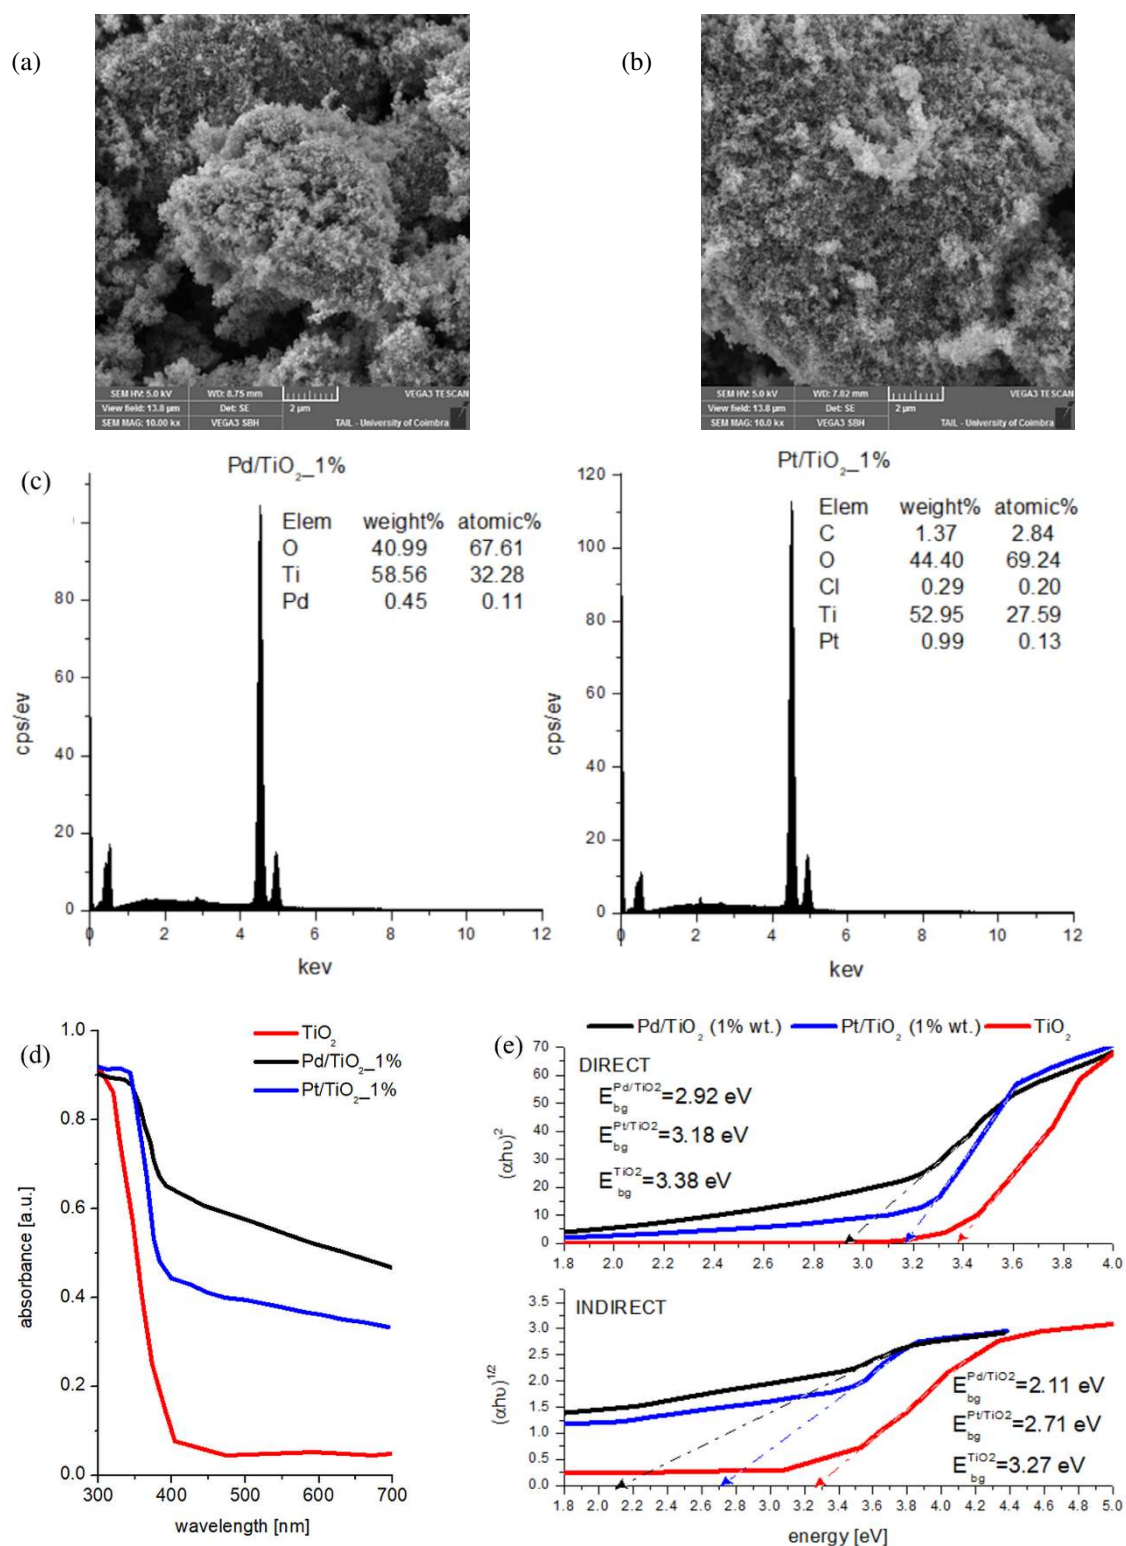 (a)
(b)
SEM HV: 5.0 kV WD: 8.75 mm VEGA3 TESCAN
View field: 13.8 µm Det: SE 2 µm
SEM MAG: 10.00 kx VEGA3 SBH TAIL - University of Coimbra
SEM HV: 5.0 kV WD: 7.82 mm VEGA3 TESCAN
View field: 13.8 µm Det: SE 2 µm
SEM MAG: 10.0 kx VEGA3 SBH TAIL - University of Coimbra
(c)
Pd/TiO₂_1%
Elem weight% atomic%
O 40.99 67.61
Ti 58.56 32.28
Pd 0.45 0.11
80
60
40
20
0
cps/ev
0 2 4 6 8 10 12
kev
Pt/TiO₂_1%
Elem weight% atomic%
C 1.37 2.84
O 44.40 69.24
Cl 0.29 0.20
Ti 52.95 27.59
Pt 0.99 0.13
120
100
80
60
40
20
0
cps/ev
0 2 4 6 8 10 12
kev
(d)
TiO₂
Pd/TiO₂_1%
Pt/TiO₂_1%
1.0
0.8
0.6
0.4
0.2
0.0
absorbance [a.u.]
300 400 500 600 700
wavelength [nm]
(e)
Pd/TiO₂ (1% wt.) Pt/TiO₂ (1% wt.) TiO₂
DIRECT
E_bg^Pd/TiO2=2.92 eV
E_bg^Pt/TiO2=3.18 eV
E_bg^TiO2=3.38 eV
70
60
50
40
30
20
10
0
(αhυ)²
1.8 2.0 2.2 2.4 2.6 2.8 3.0 3.2 3.4 3.6 3.8 4.0
INDIRECT
E_bg^Pd/TiO2=2.11 eV
E_bg^Pt/TiO2=2.71 eV
E_bg^TiO2=3.27 eV
3.5
3.0
2.5
2.0
1.5
1.0
0.5
0.0
(αhυ)^1/2
1.8 2.0 2.2 2.4 2.6 2.8 3.0 3.2 3.4 3.6 3.8 4.0 4.2 4.4 4.6 4.8 5.0
energy [eV]